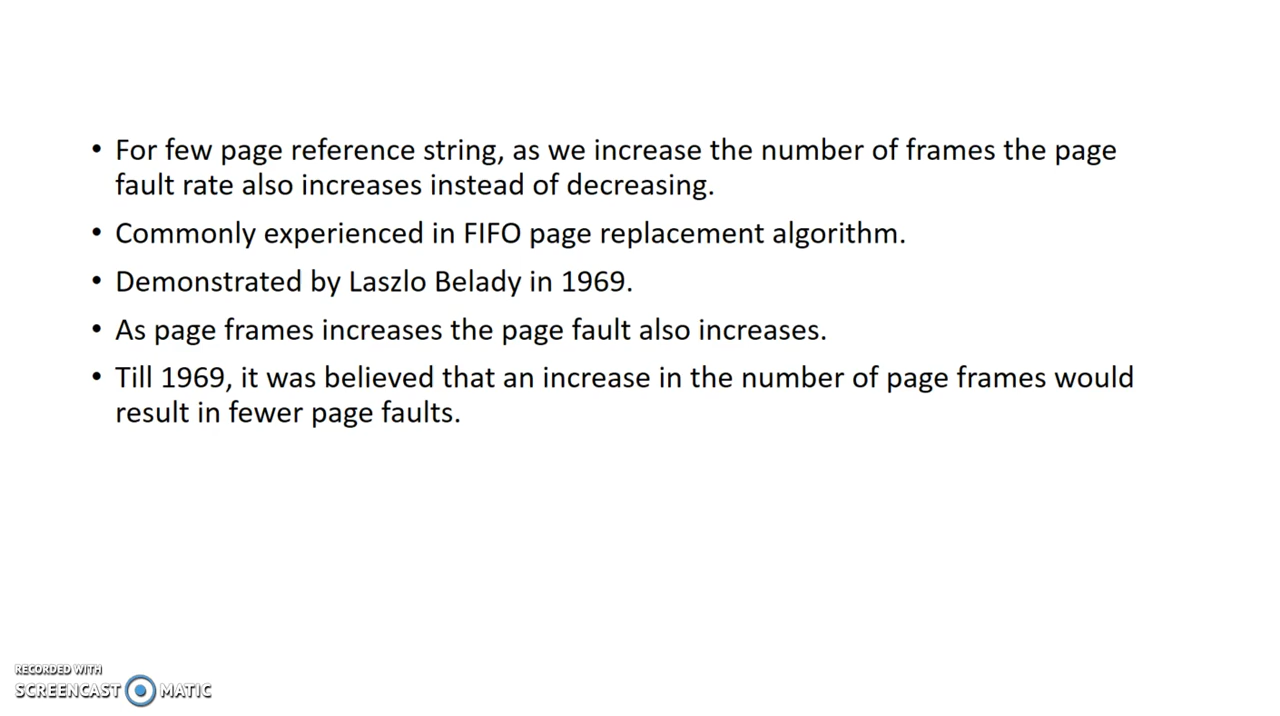 • For few page reference string, as we increase the number of frames the page
fault rate also increases instead of decreasing.
• Commonly experienced in FIFO page replacement algorithm.
• Demonstrated by Laszlo Belady in 1969.
• As page frames increases the page fault also increases.
• Till 1969, it was believed that an increase in the number of page frames would
result in fewer page faults.
RECORDED WITH
SCREENCAST MATIC